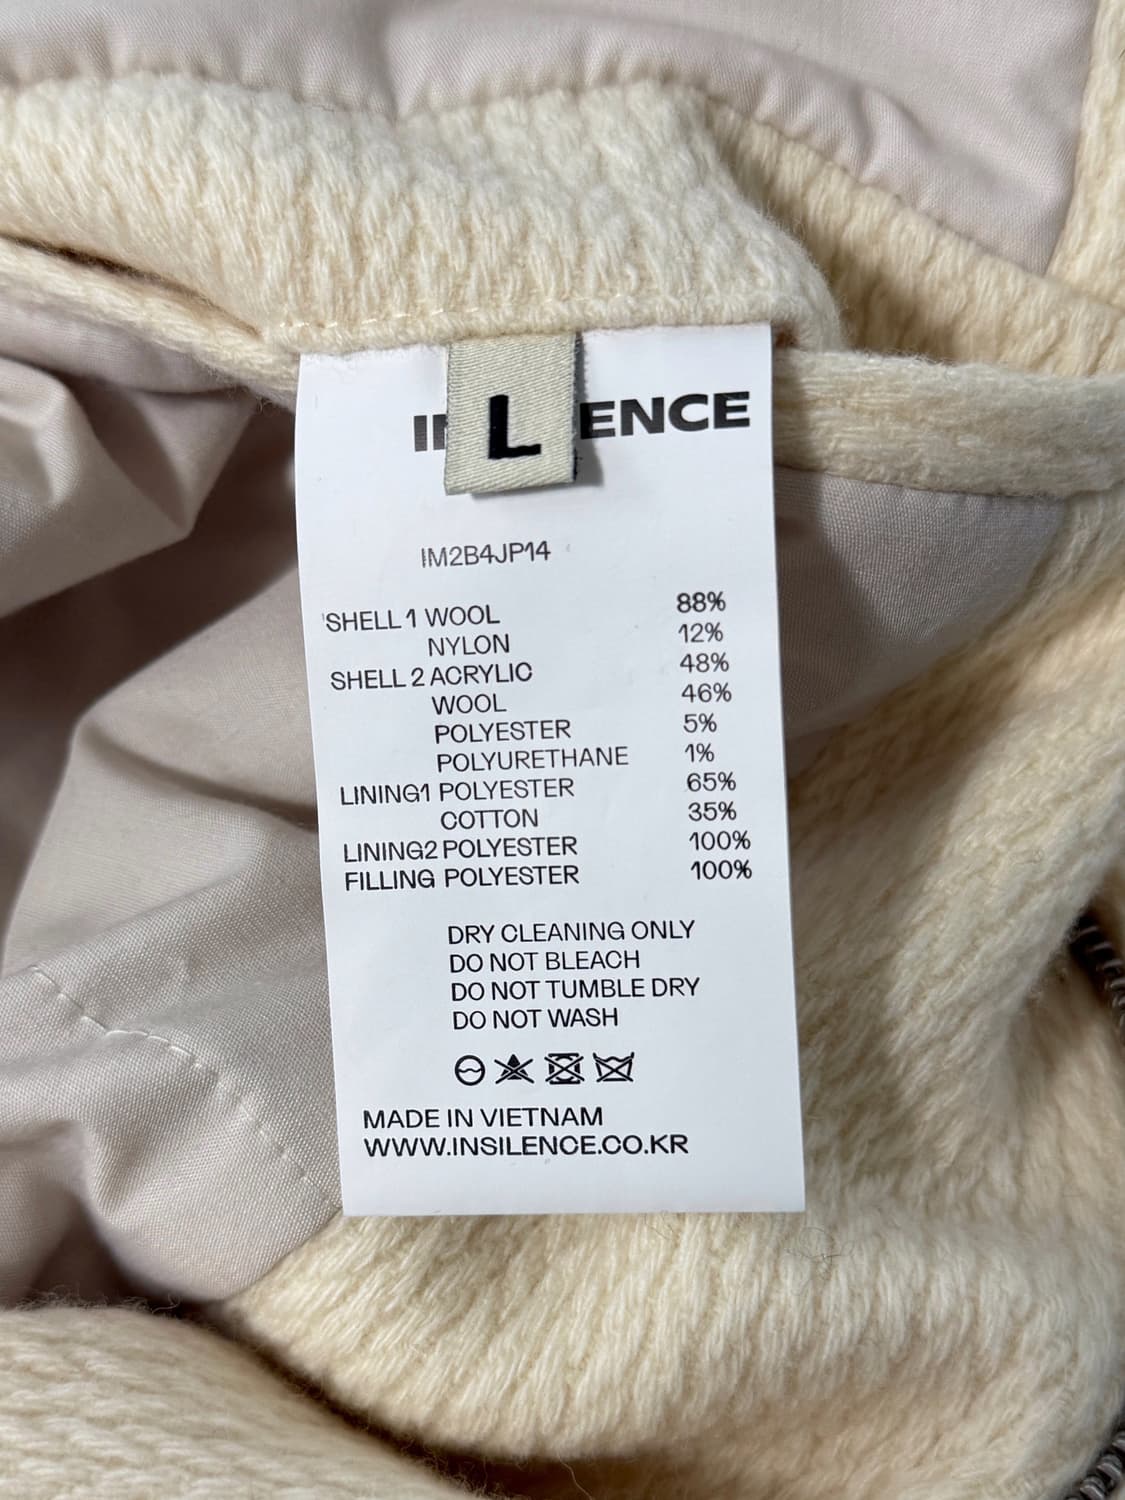 L
ENCE
IM2B4JP14
SHELL 1 WOOL 88%
NYLON 12%
SHELL 2 ACRYLIC 48%
WOOL 46%
POLYESTER 5%
POLYURETHANE 1%
LINING1 POLYESTER 65%
COTTON 35%
LINING2 POLYESTER 100%
FILLING POLYESTER 100%
DRY CLEANING ONLY
DO NOT BLEACH
DO NOT TUMBLE DRY
DO NOT WASH
MADE IN VIETNAM
WWW.INSILENCE.CO.KR